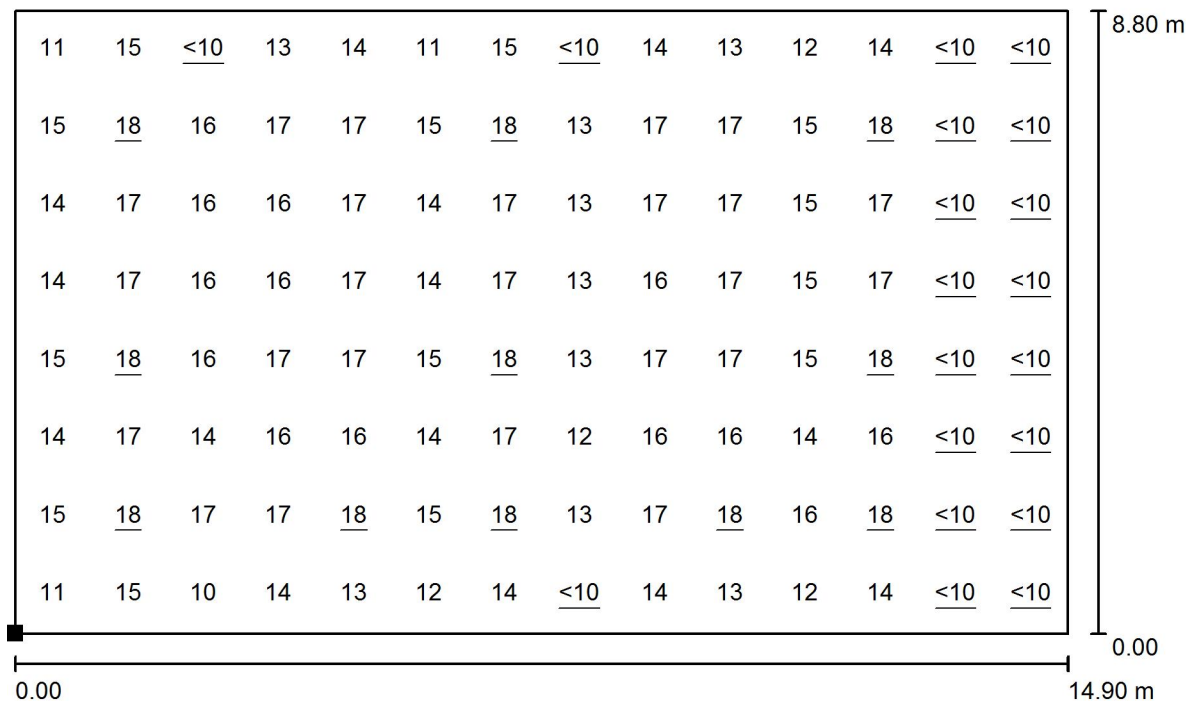 8.80 m
11 15 <10 13 14 11 15 <10 14 13 12 14 <10 <10
15 18 16 17 17 15 18 13 17 17 15 18 <10 <10
14 17 16 16 17 14 17 13 17 17 15 17 <10 <10
14 17 16 16 17 14 17 13 16 17 15 17 <10 <10
15 18 16 17 17 15 18 13 17 17 15 18 <10 <10
14 17 14 16 16 14 17 12 16 16 14 16 <10 <10
15 18 17 17 18 15 18 13 17 18 16 18 <10 <10
11 15 10 14 13 12 14 <10 14 13 12 14 <10 <10
0.00
0.00 14.90 m